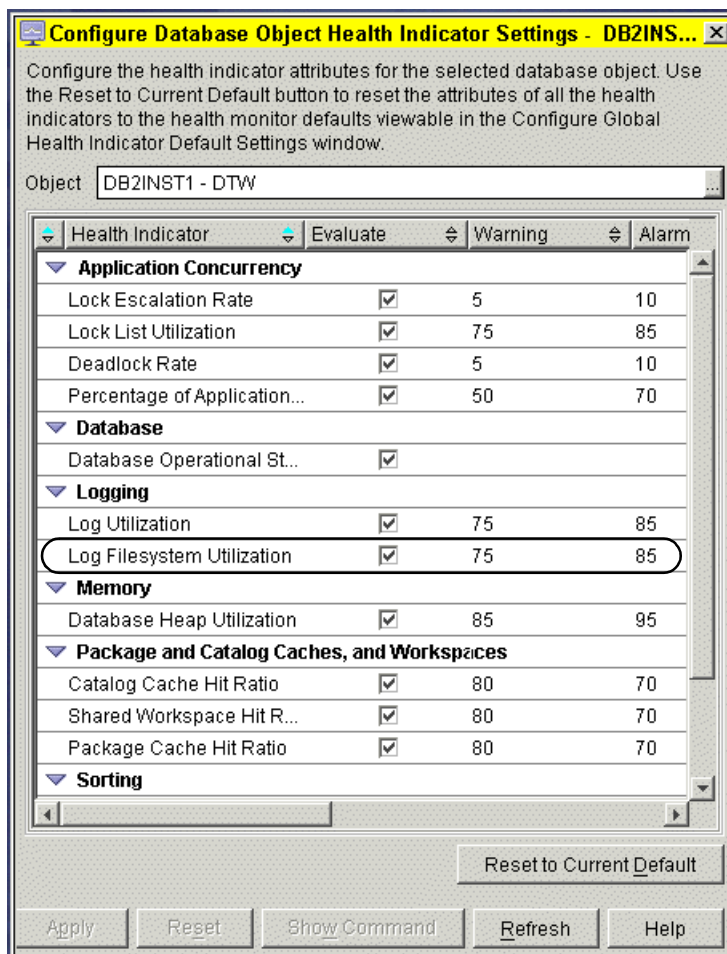 Configure Database Object Health Indicator Settings - DB2INS...
Configure the health indicator attributes for the selected database object. Use
the Reset to Current Default button to reset the attributes of all the health
indicators to the health monitor defaults viewable in the Configure Global
Health Indicator Default Settings window.
Object DB2INST1 - DTW ...
Health Indicator Evaluate Warning Alarm
Application Concurrency
Lock Escalation Rate 5 10
Lock List Utilization 75 85
Deadlock Rate 5 10
Percentage of Application... 50 70
Database
Database Operational St...
Logging
Log Utilization 75 85
Log Filesystem Utilization 75 85
Memory
Database Heap Utilization 85 95
Package and Catalog Caches, and Workspaces
Catalog Cache Hit Ratio 80 70
Shared Workspace Hit R... 80 70
Package Cache Hit Ratio 80 70
Sorting
Reset to Current Default
Apply Reset Show Command Refresh Help